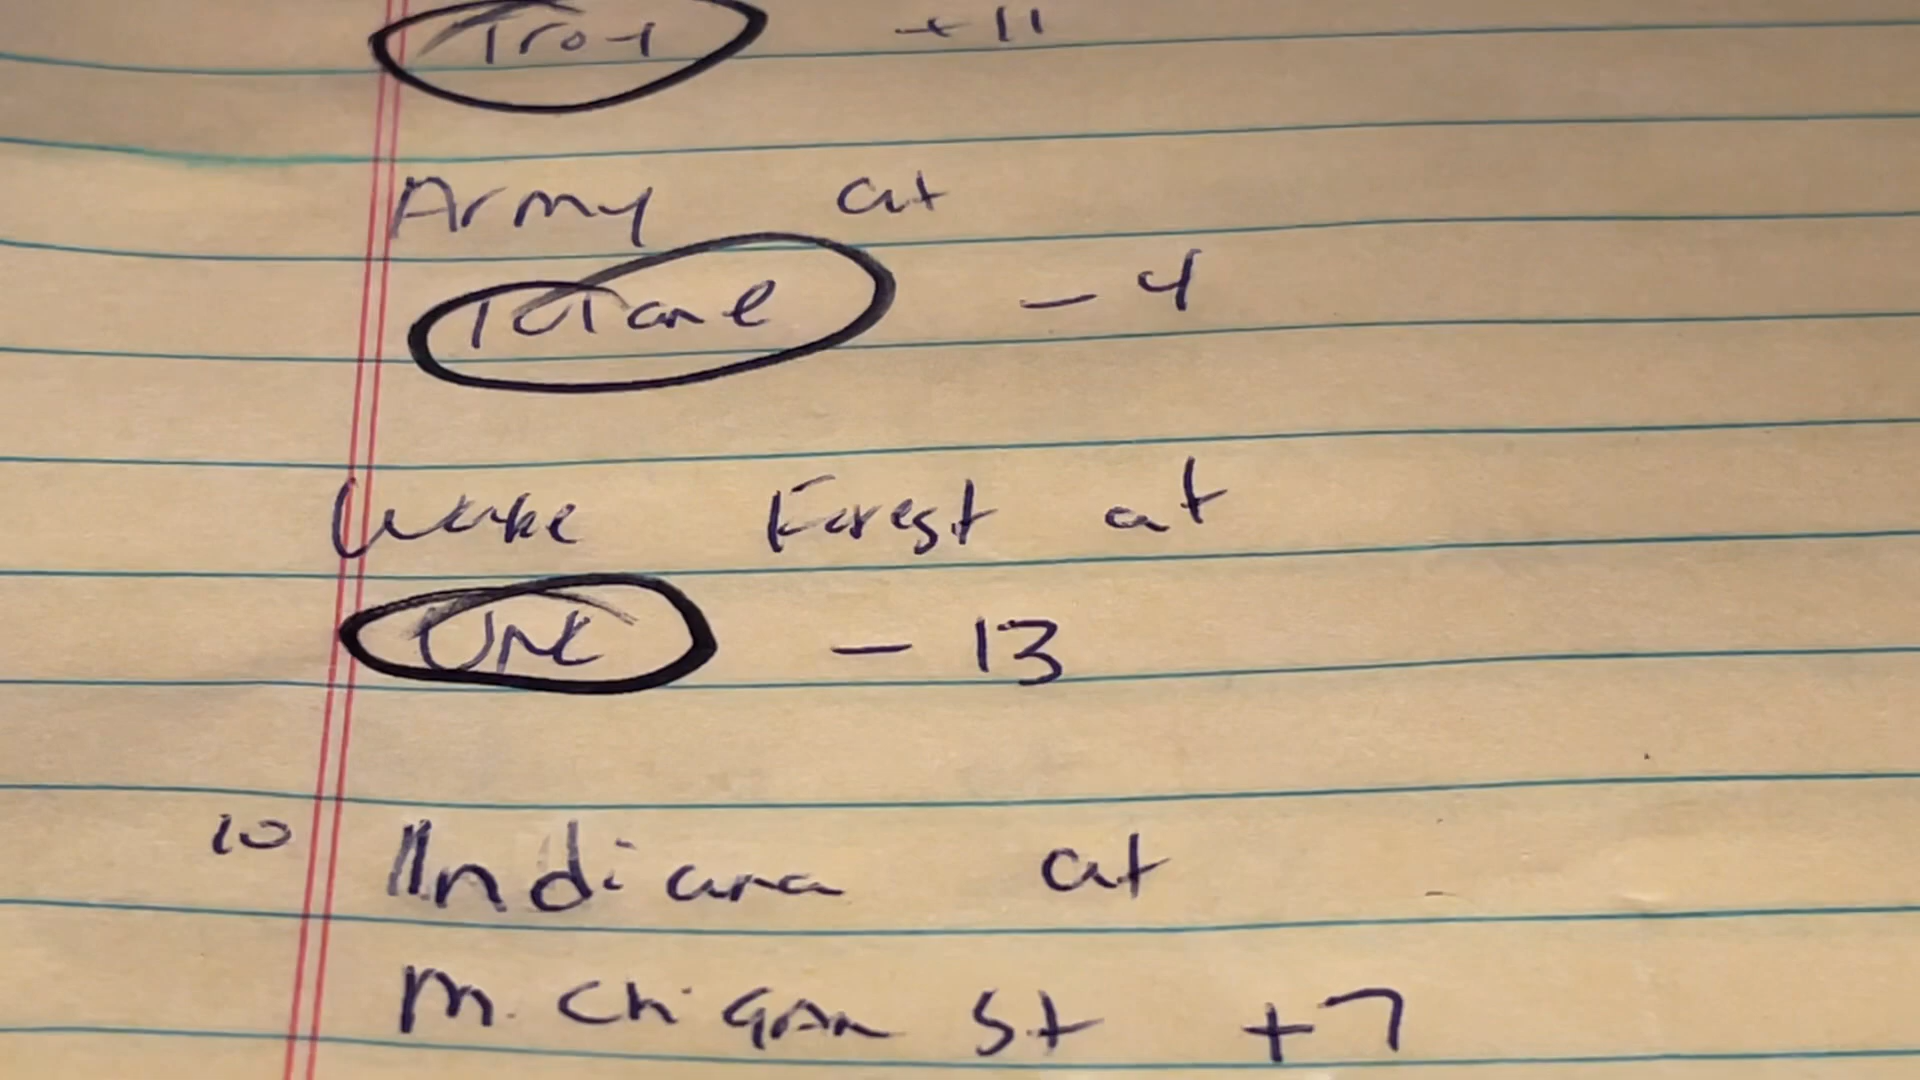 Troy +11
Army at
Tulane - 4
Wake Forest at
UNC - 13
10 Indiana at
Michigan St +7